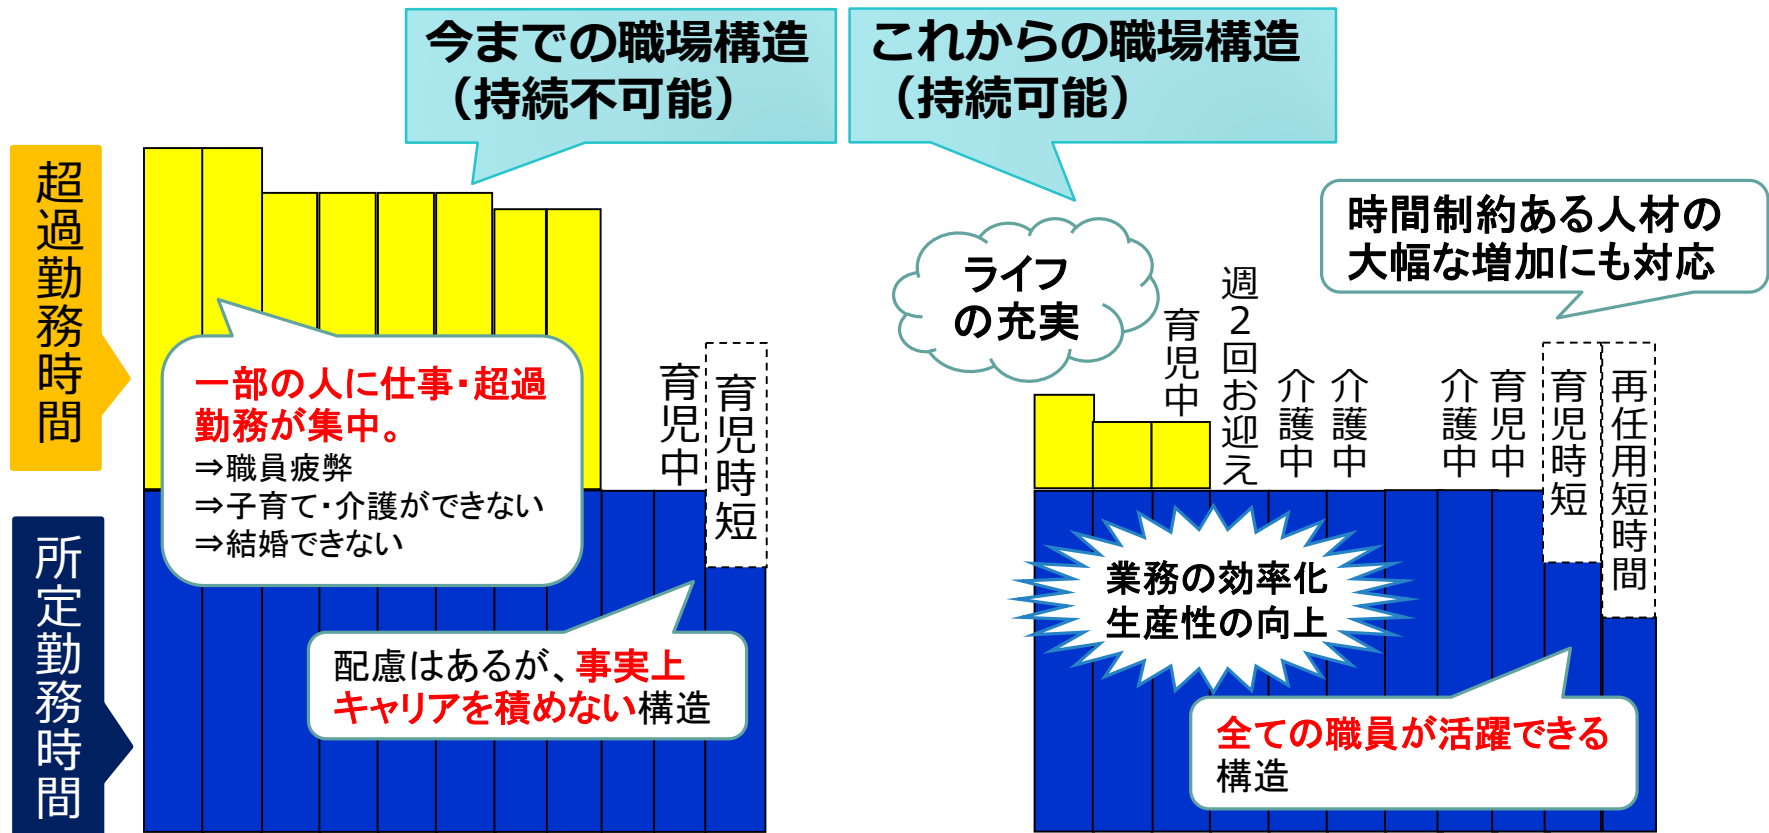 今までの職場構造
（持続不可能）
これからの職場構造
（持続可能）
超過勤務時間
所定勤務時間
一部の人に仕事・超過
勤務が集中。
⇒職員疲弊
⇒子育て・介護ができない
⇒結婚できない
育児中
育児時短
配慮はあるが、事実上
キャリアを積めない構造
ライフ
の充実
時間制約ある人材の
大幅な増加にも対応
育児中
週２回お迎え
介護中
介護中
介護中
育児中
育児時短
再任用短時間
業務の効率化
生産性の向上
全ての職員が活躍できる
構造